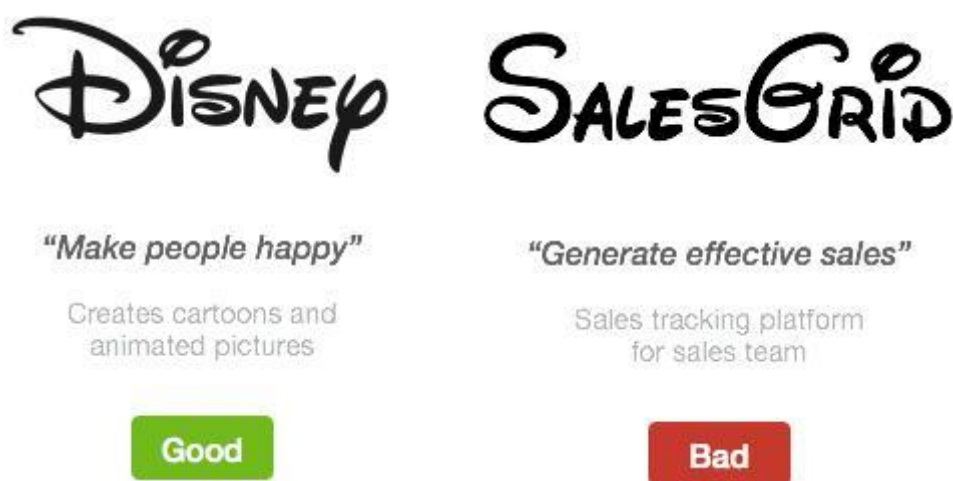 Disney
SalesGrid
“Make people happy”
“Generate effective sales”
Creates cartoons and
animated pictures
Sales tracking platform
for sales team
Good
Bad